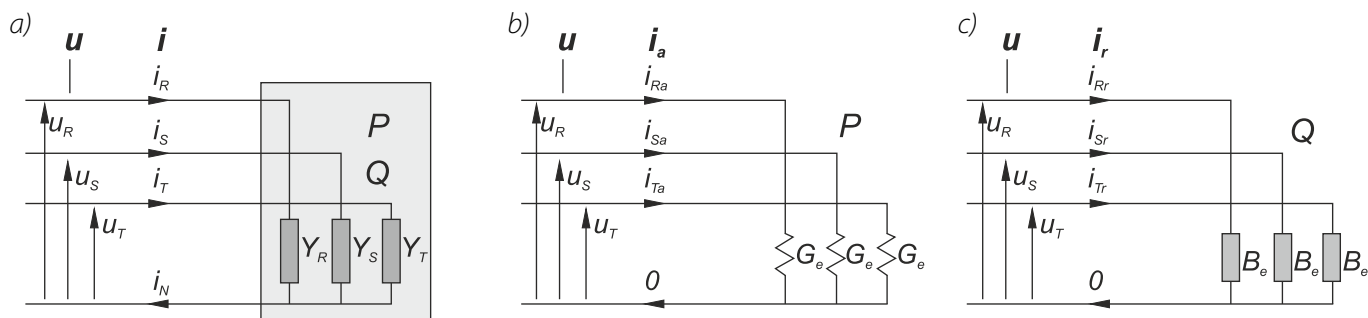 a)
u i
i_R
u_R
i_S
P
u_S
i_T
Q
u_T
Y_R Y_S Y_T
i_N
b)
u i_a
i_Ra
u_R
i_Sa
P
u_S
i_Ta
u_T
G_e G_e G_e
0
c)
u i_r
i_Rr
u_R
i_Sr
Q
u_S
i_Tr
u_T
B_e B_e B_e
0